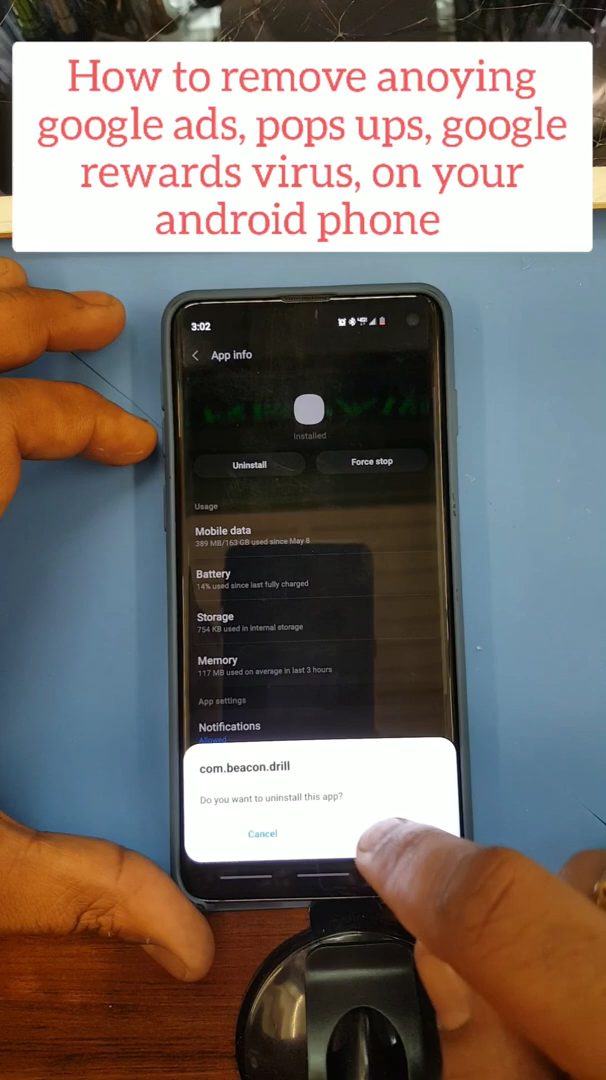 How to remove anoying
google ads, pops ups, google
rewards virus, on your
android phone
3:02
App info
Installed
Uninstall
Force stop
Usage
Mobile data
389 MB/163 GB used since May 8
Battery
14% used since last fully charged
Storage
754 KB used in internal storage
Memory
117 MB used on average in last 3 hours
App settings
Notifications
Allowed
com.beacon.drill
Do you want to uninstall this app?
Cancel